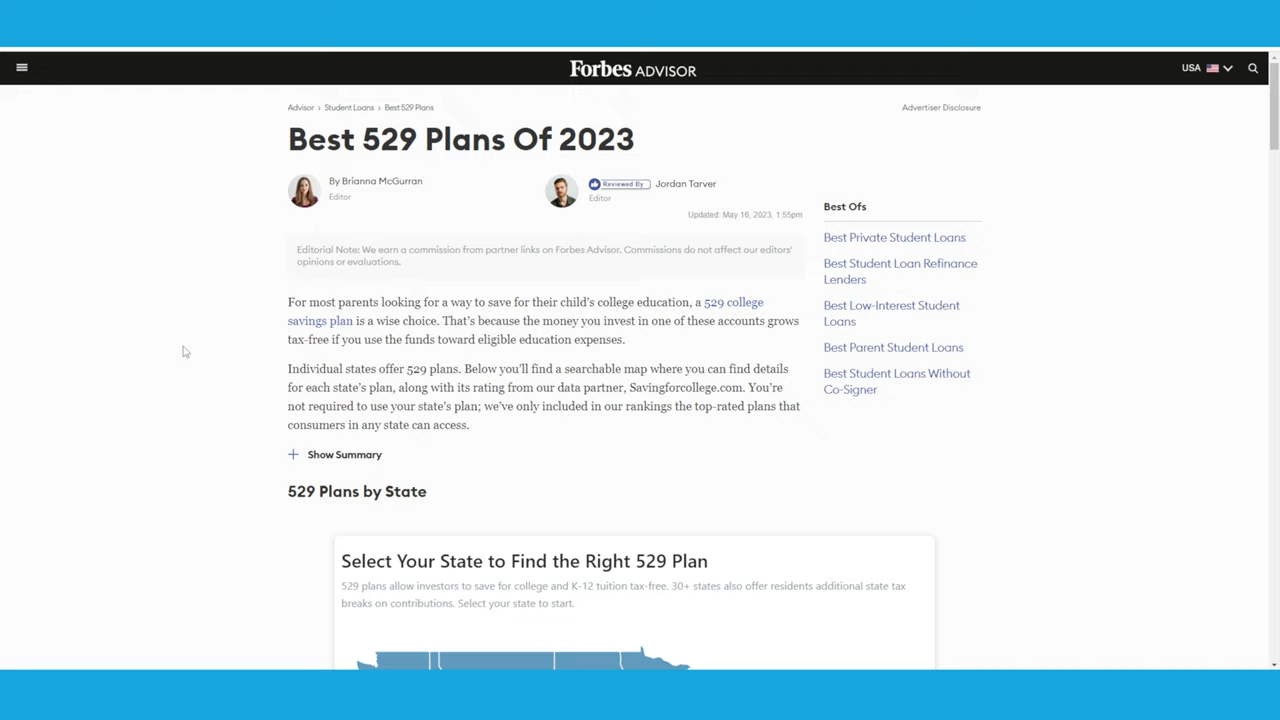 Forbes ADVISOR
USA
Advisor › Student Loans › Best 529 Plans
Advertiser Disclosure
Best 529 Plans Of 2023
By Brianna McGurran
Editor
Reviewed By Jordan Tarver
Editor
Updated: May 16, 2023, 1:55pm
Editorial Note: We earn a commission from partner links on Forbes Advisor. Commissions do not affect our editors'
opinions or evaluations.
For most parents looking for a way to save for their child's college education, a 529 college
savings plan is a wise choice. That's because the money you invest in one of these accounts grows
tax-free if you use the funds toward eligible education expenses.
Individual states offer 529 plans. Below you'll find a searchable map where you can find details
for each state's plan, along with its rating from our data partner, Savingforcollege.com. You're
not required to use your state's plan; we've only included in our rankings the top-rated plans that
consumers in any state can access.
+ Show Summary
529 Plans by State
Select Your State to Find the Right 529 Plan
529 plans allow investors to save for college and K-12 tuition tax-free. 30+ states also offer residents additional state tax
breaks on contributions. Select your state to start.
Best Ofs
Best Private Student Loans
Best Student Loan Refinance
Lenders
Best Low-Interest Student
Loans
Best Parent Student Loans
Best Student Loans Without
Co-Signer